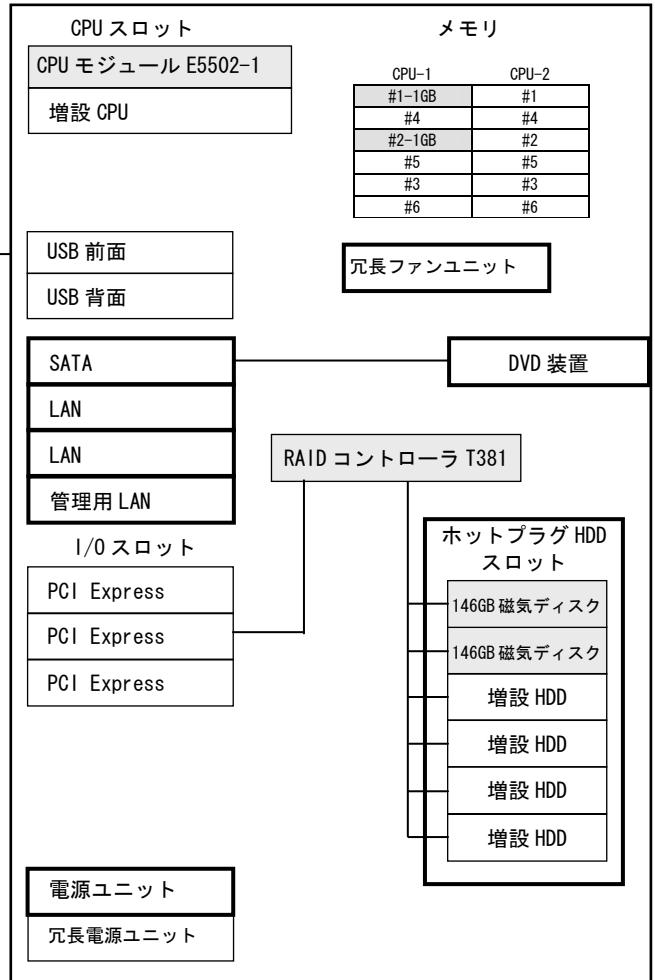 CPU スロット
CPU モジュール E5502-1
増設 CPU
メモリ
CPU-1 CPU-2
#1-1GB #1
#4 #4
#2-1GB #2
#5 #5
#3 #3
#6 #6
USB 前面
USB 背面
冗長ファンユニット
SATA
DVD 装置
LAN
LAN
管理用 LAN
RAID コントローラ T381
I/O スロット
PCI Express
PCI Express
PCI Express
ホットプラグ HDD
スロット
146GB 磁気ディスク
146GB 磁気ディスク
増設 HDD
増設 HDD
増設 HDD
増設 HDD
電源ユニット
冗長電源ユニット